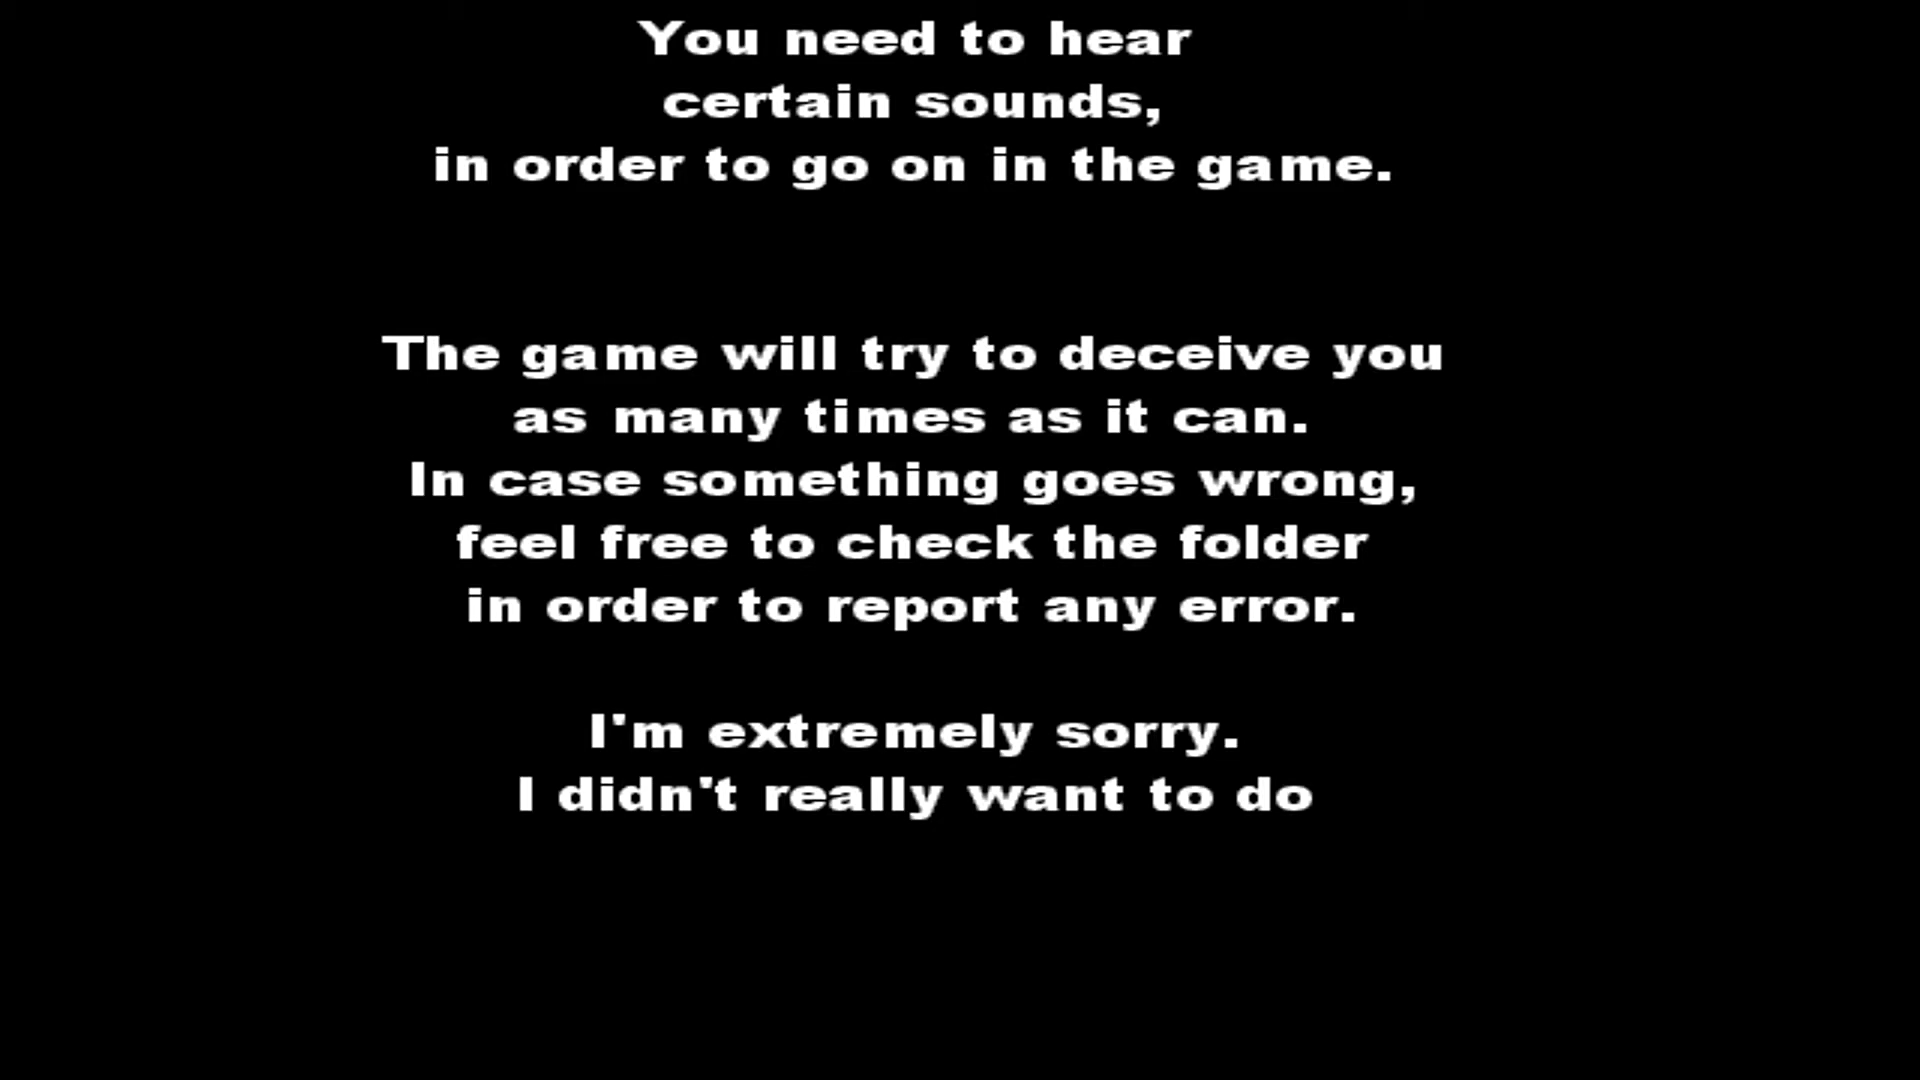 You need to hear
certain sounds,
in order to go on in the game.
The game will try to deceive you
as many times as it can.
In case something goes wrong,
feel free to check the folder
in order to report any error.
I'm extremely sorry.
I didn't really want to do